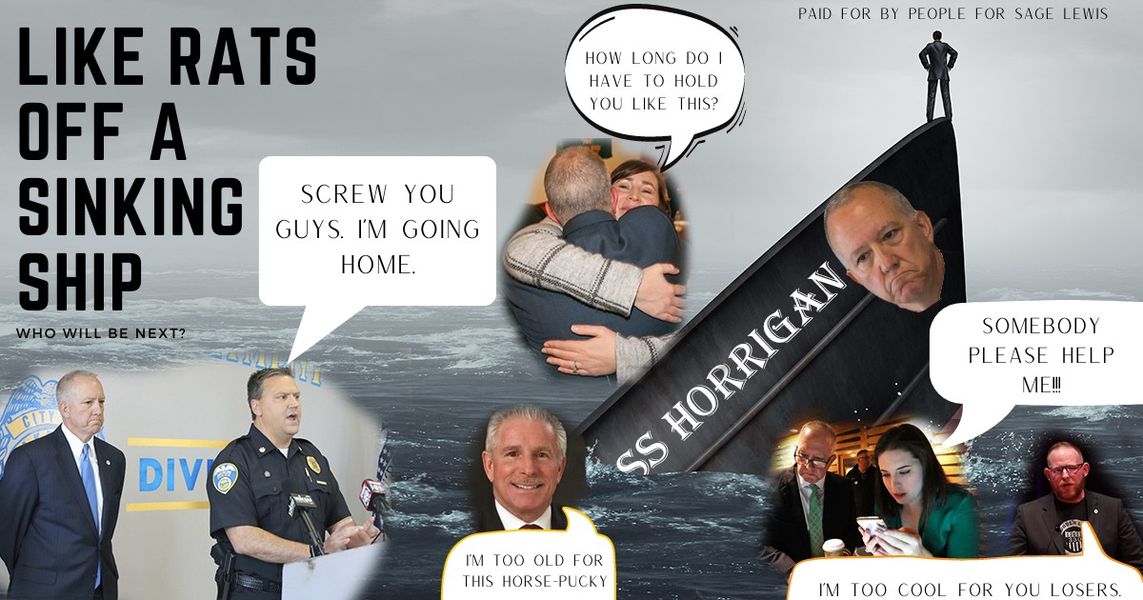 PAID FOR BY PEOPLE FOR SAGE LEWIS
LIKE RATS
OFF A
SINKING
SHIP
WHO WILL BE NEXT?
HOW LONG DO I
HAVE TO HOLD
YOU LIKE THIS?
SCREW YOU
GUYS. I'M GOING
HOME.
SS HORRIGAN
SOMEBODY
PLEASE HELP
ME!!!
CITY
DIV
I'M TOO OLD FOR
THIS HORSE-PUCKY
I'M TOO COOL FOR YOU LOSERS.